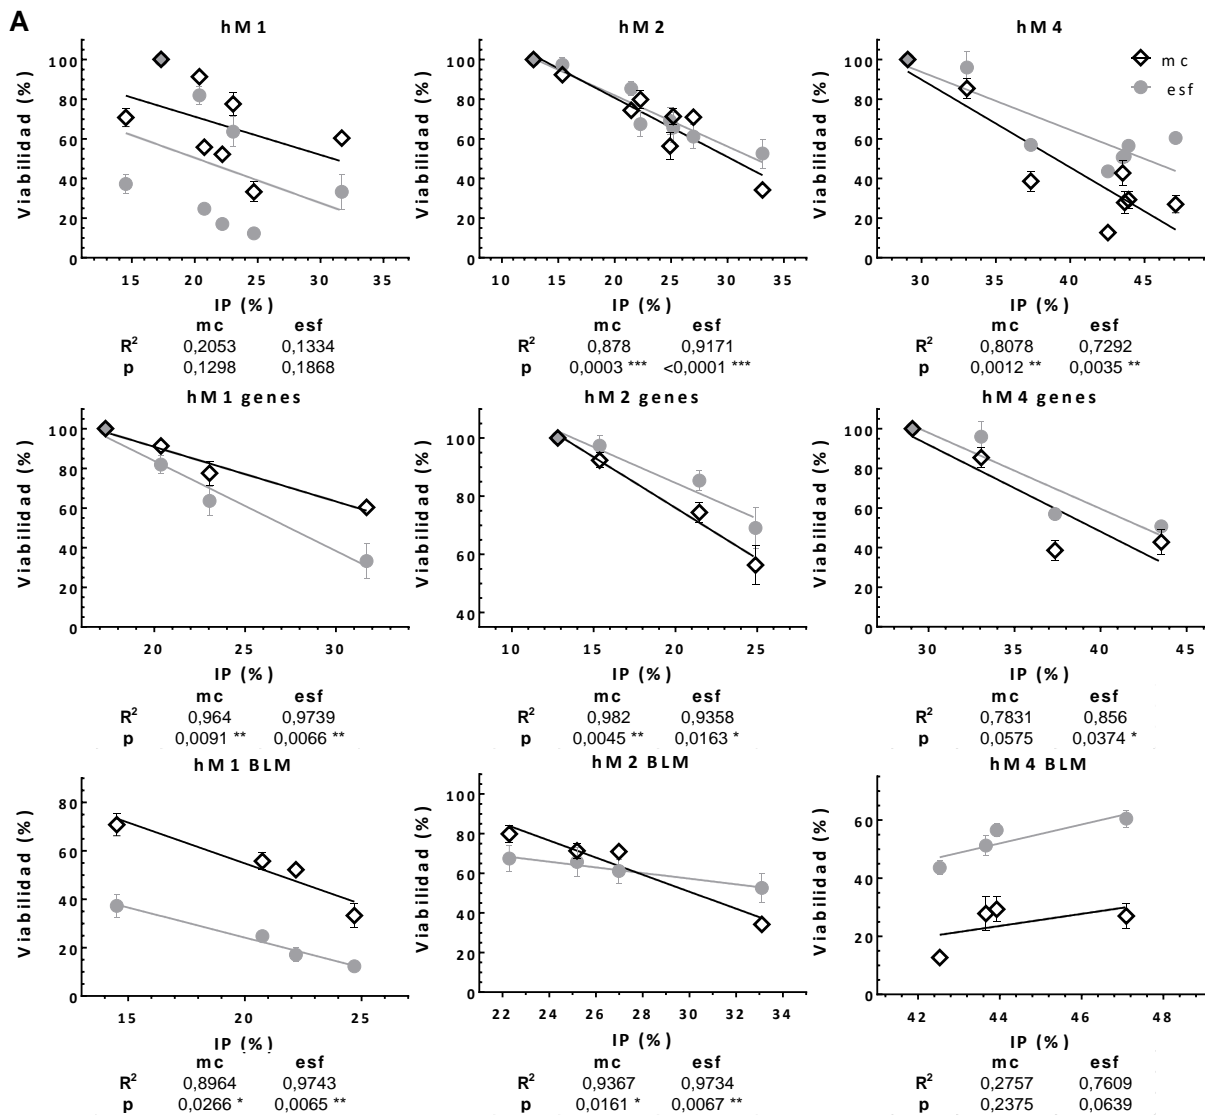 A
hM1
hM2
hM4
mc
esf
Viabilidad (%)
100
80
60
40
20
0
15
20
25
30
35
IP (%)
Viabilidad (%)
100
80
60
40
20
0
10
15
20
25
30
35
IP (%)
Viabilidad (%)
100
80
60
40
20
0
30
35
40
45
IP (%)
mc esf
R2 0,2053 0,1334
p 0,1298 0,1868
mc esf
R2 0,878 0,9171
p 0,0003 *** <0,0001 ***
mc esf
R2 0,8078 0,7292
p 0,0012 ** 0,0035 **
hM1 genes
hM2 genes
hM4 genes
Viabilidad (%)
100
80
60
40
20
0
20
25
30
IP (%)
Viabilidad (%)
100
80
60
40
10
15
20
25
IP (%)
Viabilidad (%)
100
80
60
40
20
0
30
35
40
45
IP (%)
mc esf
R2 0,964 0,9739
p 0,0091 ** 0,0066 **
mc esf
R2 0,982 0,9358
p 0,0045 ** 0,0163 *
mc esf
R2 0,7831 0,856
p 0,0575 0,0374 *
hM1 BLM
hM2 BLM
hM4 BLM
Viabilidad (%)
80
60
40
20
0
15
20
25
IP (%)
Viabilidad (%)
100
80
60
40
20
0
22
24
26
28
30
32
34
IP (%)
Viabilidad (%)
60
40
20
0
42
44
46
48
IP (%)
mc esf
R2 0,8964 0,9743
p 0,0266 * 0,0065 **
mc esf
R2 0,9367 0,9734
p 0,0161 * 0,0067 **
mc esf
R2 0,2757 0,7609
p 0,2375 0,0639